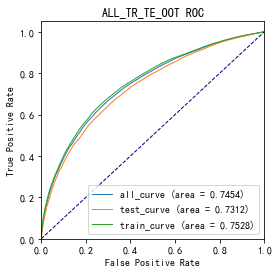 ALL_TR_TE_OOT ROC
True Positive Rate
1.0
0.8
0.6
0.4
0.2
0.0
all_curve (area = 0.7454)
test_curve (area = 0.7312)
train_curve (area = 0.7528)
0.0 0.2 0.4 0.6 0.8 1.0
False Positive Rate